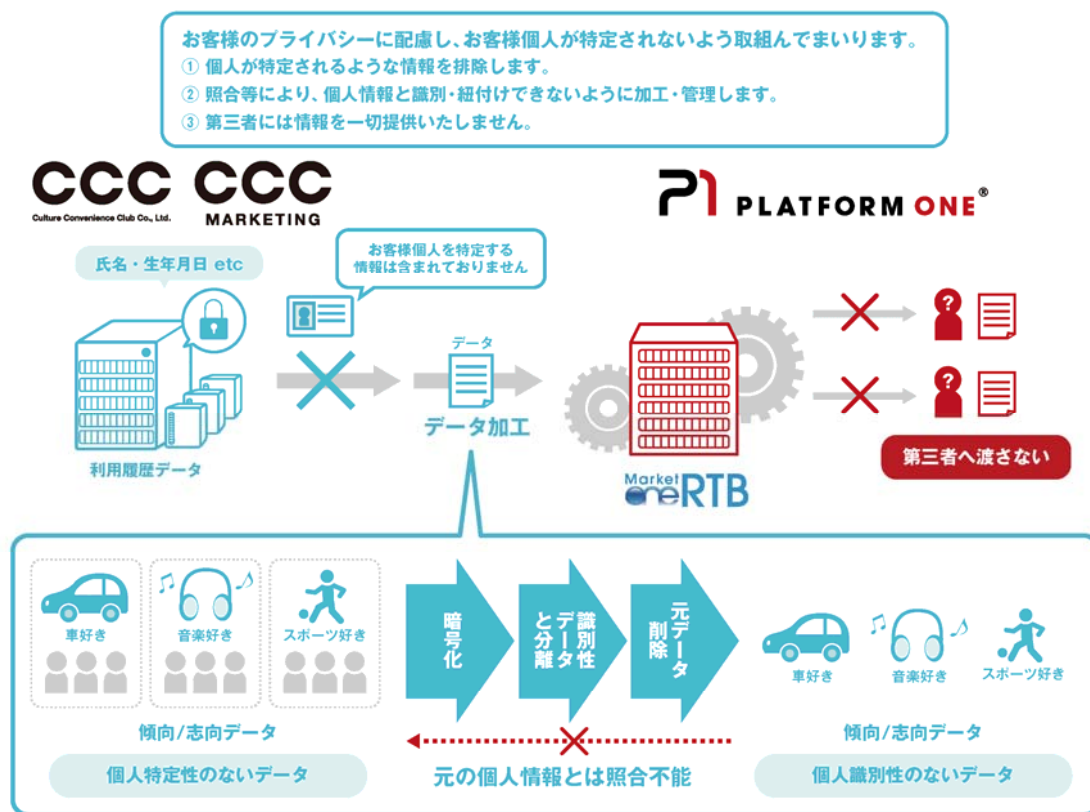 お客様のプライバシーに配慮し、お客様個人が特定されないよう取組んでまいります。
① 個人が特定されるような情報を排除します。
② 照合等により、個人情報と識別・紐付けできないように加工・管理します。
③ 第三者には情報を一切提供いたしません。
CCC
Culture Convenience Club Co., Ltd.
CCC
MARKETING
P1 PLATFORM ONE®
氏名・生年月日 etc
お客様個人を特定する
情報は含まれておりません
データ
データ加工
利用履歴データ
Market
oneRTB
?
?
第三者へ渡さない
車好き
音楽好き
スポーツ好き
傾向/志向データ
個人特定性のないデータ
暗号化
識別性
データ
と分離
元データ
削除
元の個人情報とは照合不能
車好き
音楽好き
スポーツ好き
傾向/志向データ
個人識別性のないデータ